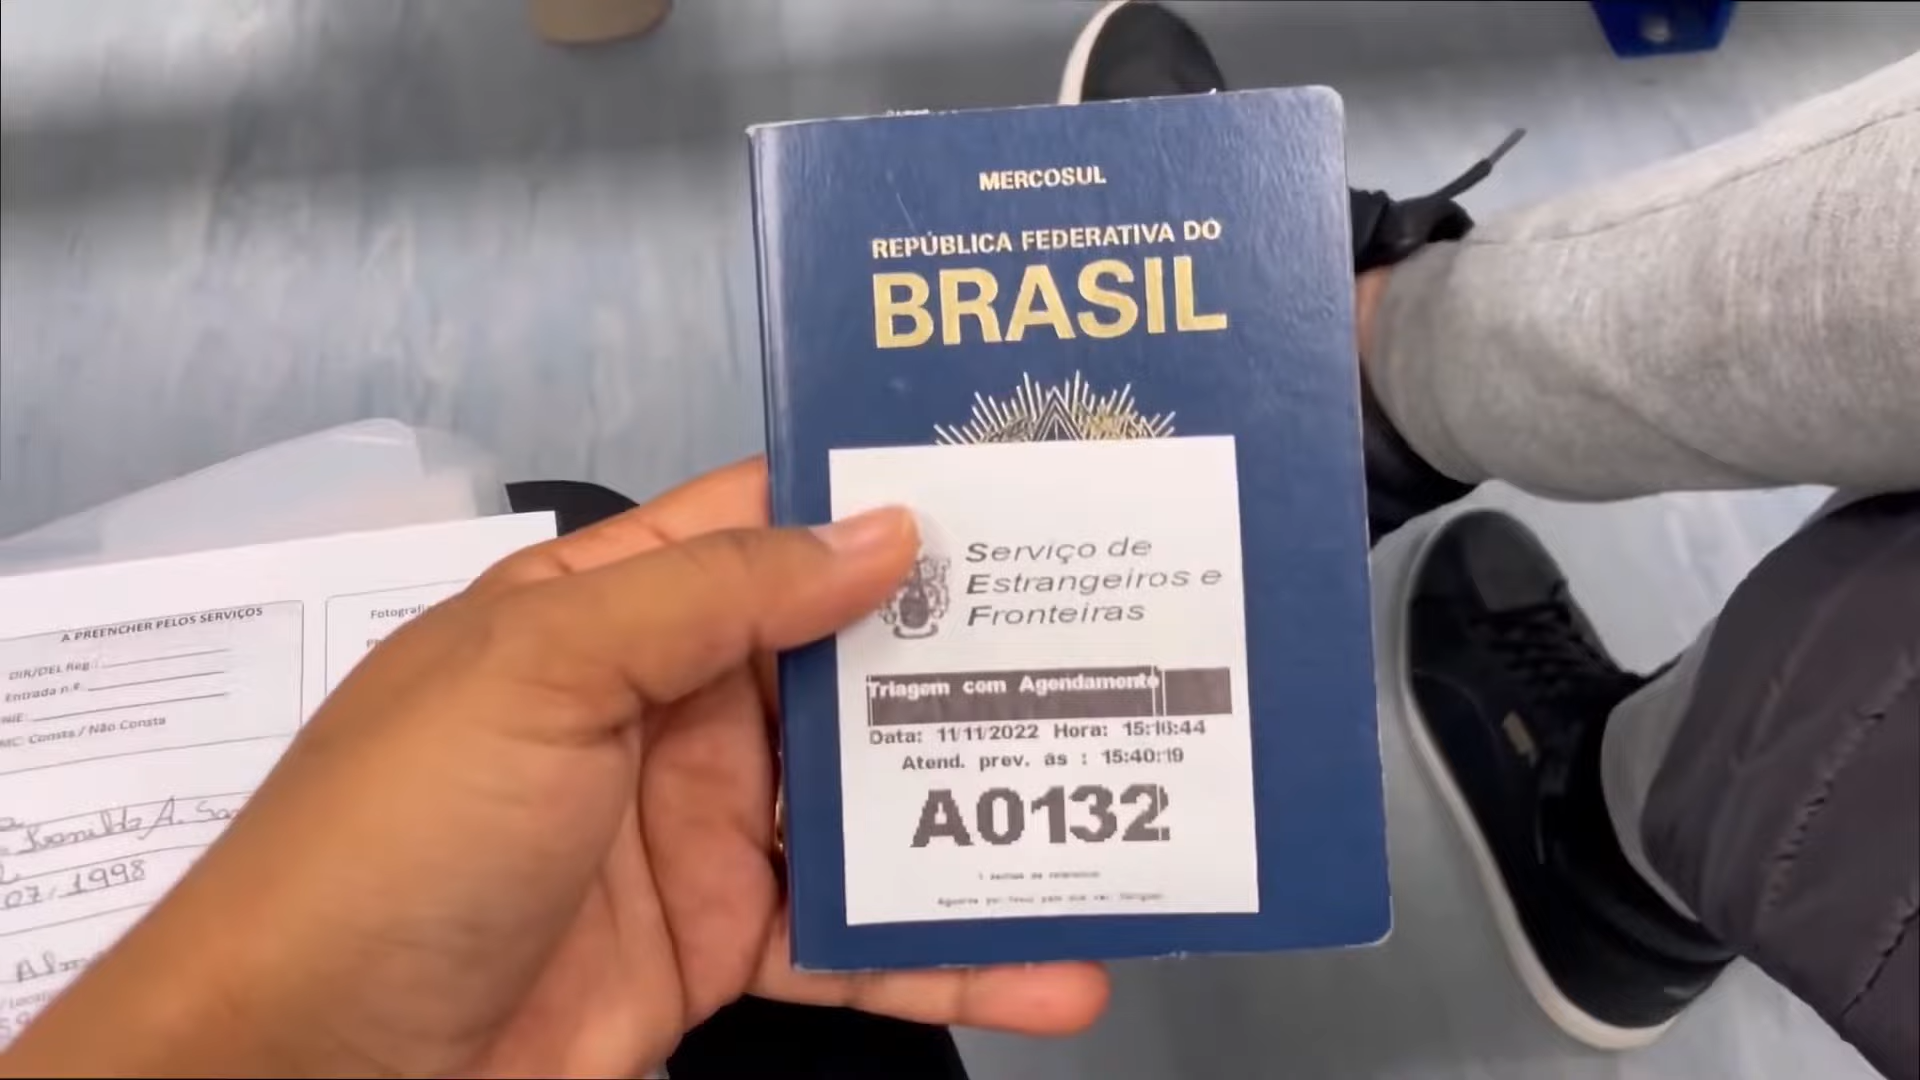 MERCOSUL
REPÚBLICA FEDERATIVA DO
BRASIL
Serviço de
Estrangeiros e
Fronteiras
Triagem com Agendamento
Data: 11/11/2022 Hora: 15:16:44
Atend. prev. às : 15:40:19
A0132
A PREENCHER PELOS SERVIÇOS
DIR/DEL Reg.:
Entrada n.º
NIE
MC: Consta / Não Consta
07/1998